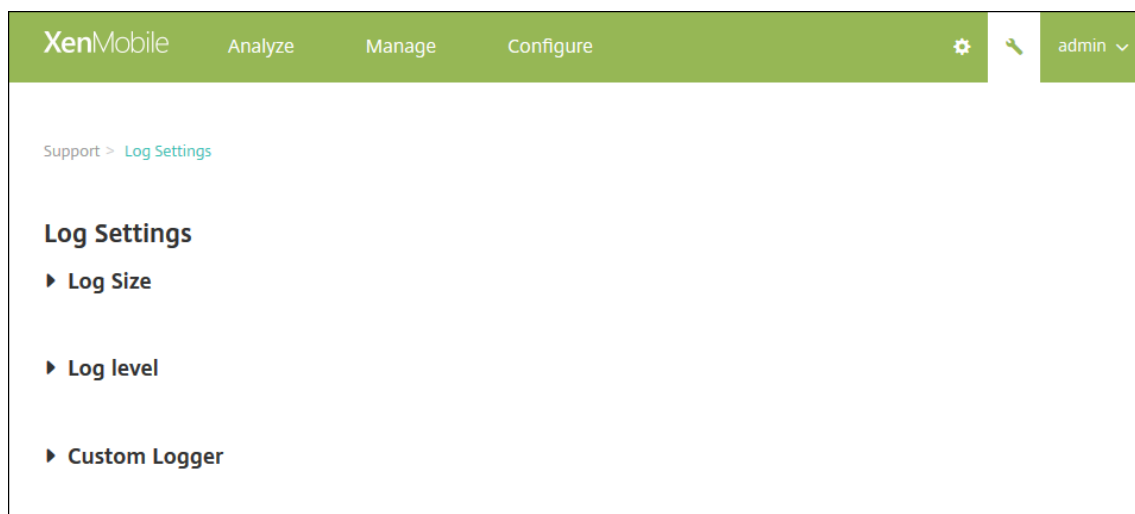 XenMobile Analyze Manage Configure admin
Support > Log Settings
Log Settings
Log Size
Log level
Custom Logger